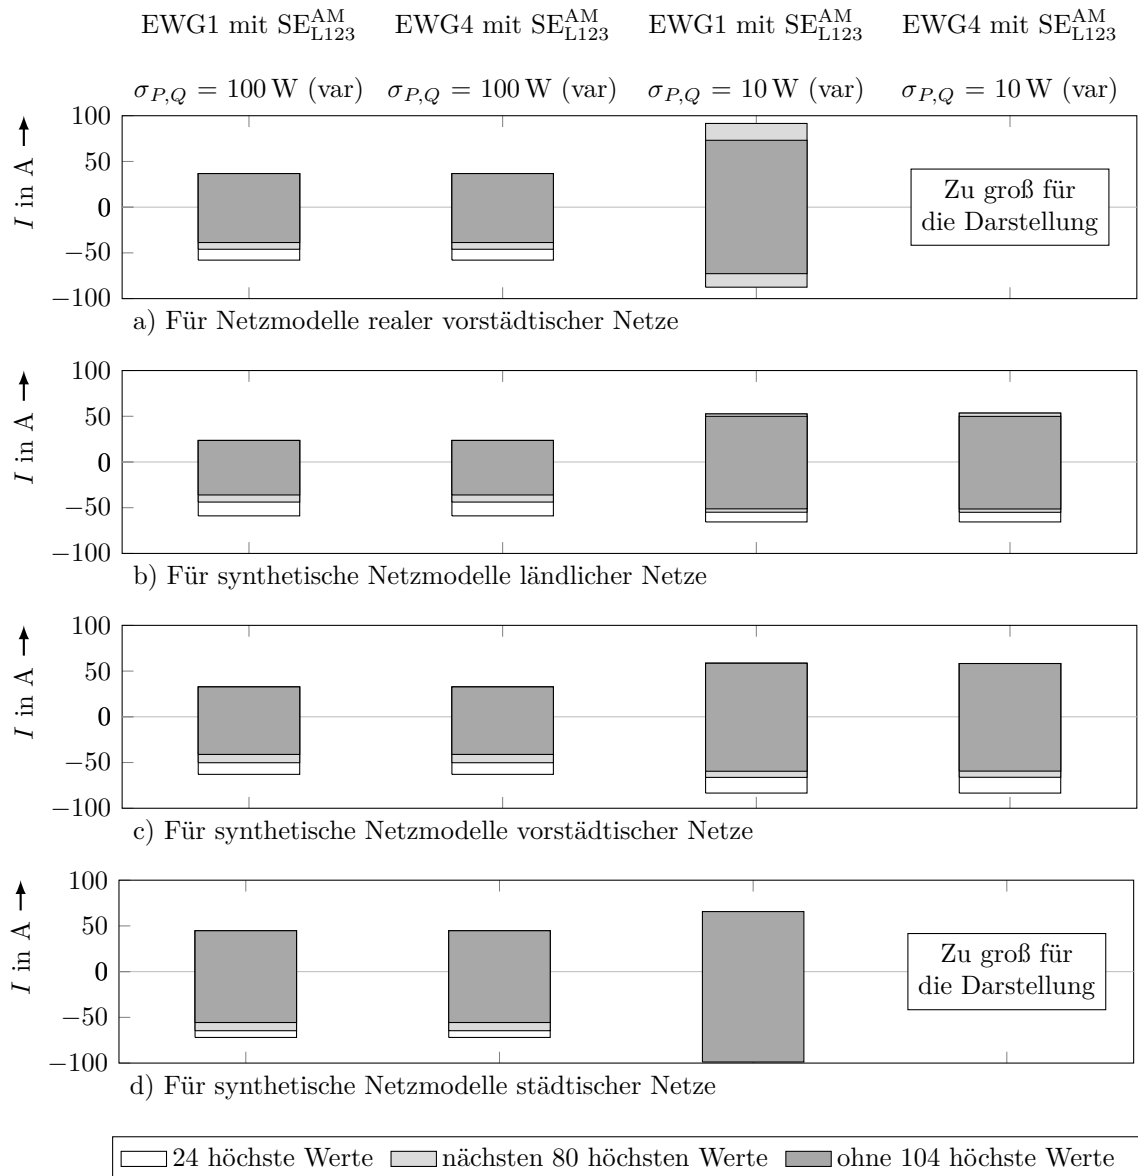 EWG1 mit SE^AM_L123 EWG4 mit SE^AM_L123 EWG1 mit SE^AM_L123 EWG4 mit SE^AM_L123
σ_P,Q = 100 W (var) σ_P,Q = 100 W (var) σ_P,Q = 10 W (var) σ_P,Q = 10 W (var)
I in A →
100
50
0
−50
−100
Zu groß für
die Darstellung
a) Für Netzmodelle realer vorstädtischer Netze
I in A →
100
50
0
−50
−100
b) Für synthetische Netzmodelle ländlicher Netze
I in A →
100
50
0
−50
−100
c) Für synthetische Netzmodelle vorstädtischer Netze
I in A →
100
50
0
−50
−100
Zu groß für
die Darstellung
d) Für synthetische Netzmodelle städtischer Netze
24 höchste Werte nächsten 80 höchsten Werte ohne 104 höchste Werte